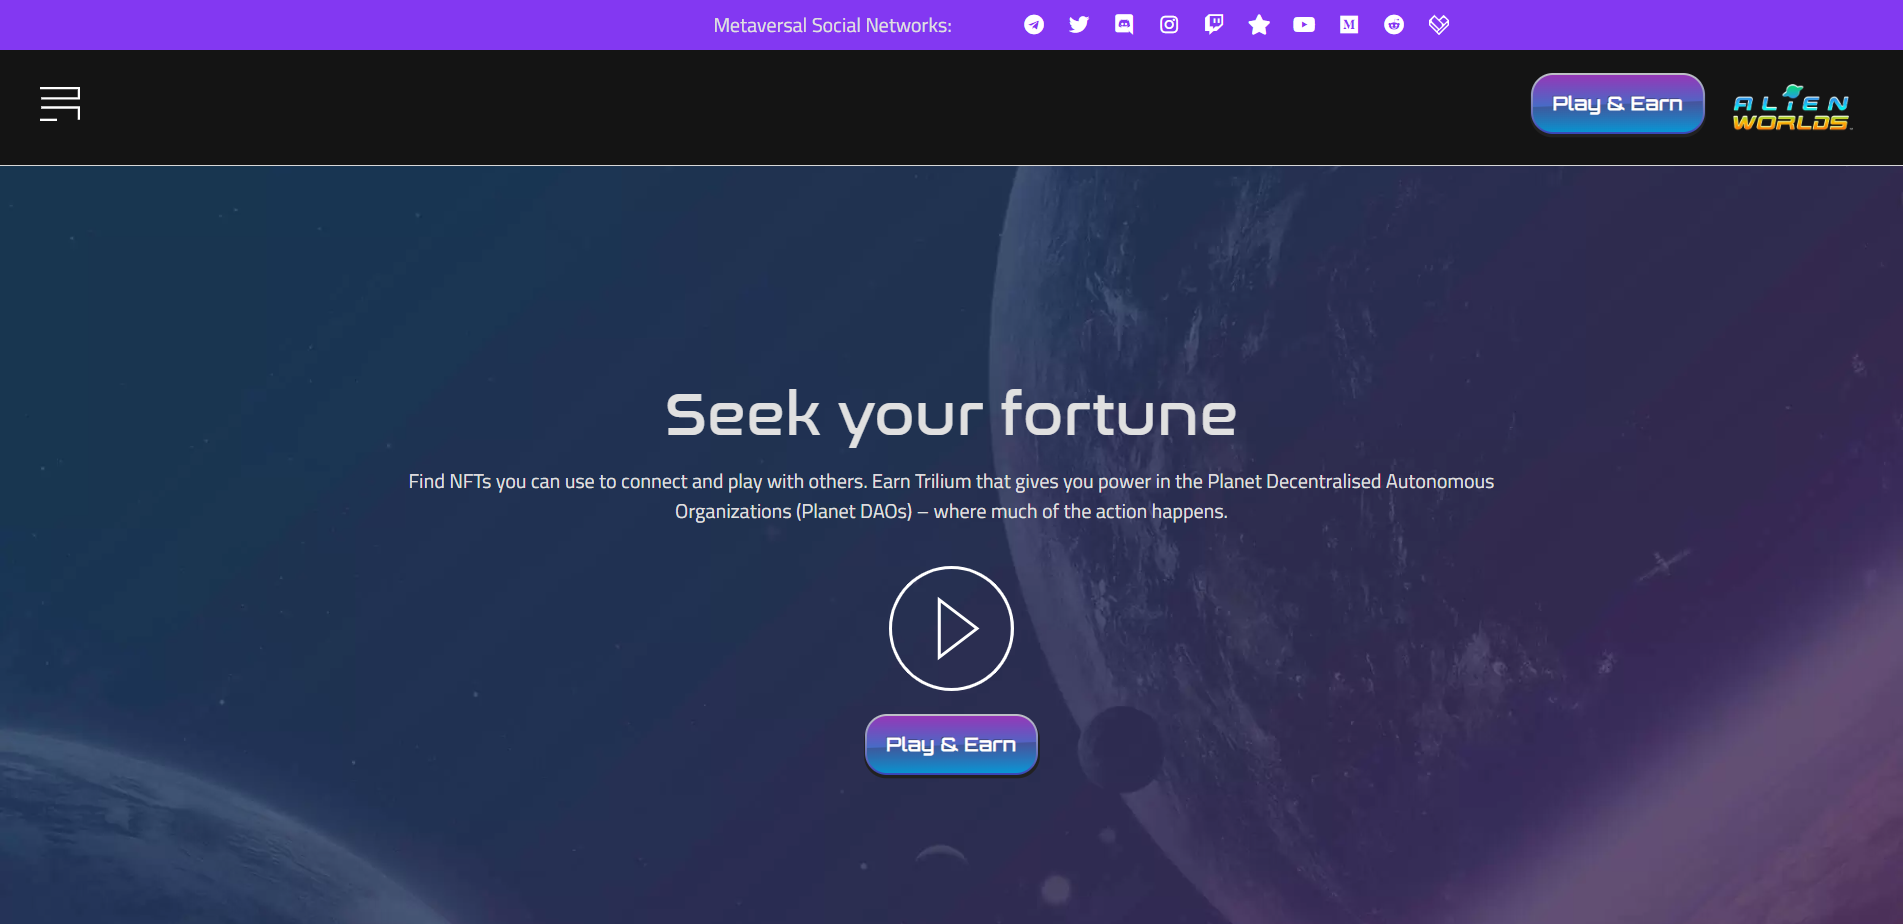 Metaversal Social Networks:
M
Play & Earn
ALIEN
WORLDS
Seek your fortune
Find NFTs you can use to connect and play with others. Earn Trilium that gives you power in the Planet Decentralised Autonomous
Organizations (Planet DAOs) – where much of the action happens.
Play & Earn